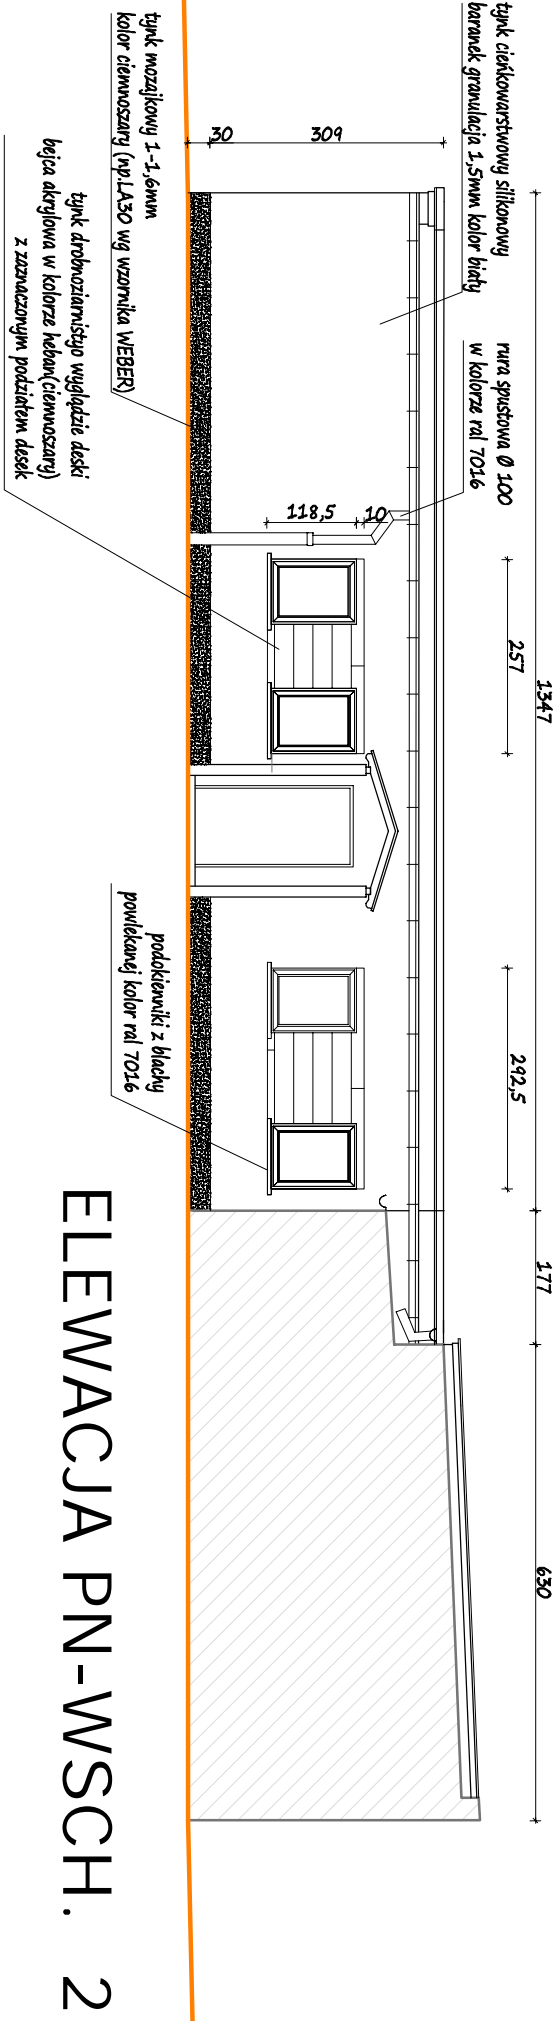 tynk cieńkowarstwowy silikonowy
baranek granulacja 1,5mm kolor biały
rura spustowa Ø 100
w kolorze ral 7016
1347
257
292,5
177
630
309
30
118,5
10
tynk mozajkowy 1-1,6mm
kolor ciemnoszary (np.LA30 wg wzornika WEBER)
tynk drobnoziarnistyo wyglądzie deski
bejca akrylowa w kolorze heban(ciemnoszary)
z zaznaczonym podziałem desek
podokienniki z blachy
powlekanej kolor ral 7016
ELEWACJA PN-WSCH. 2